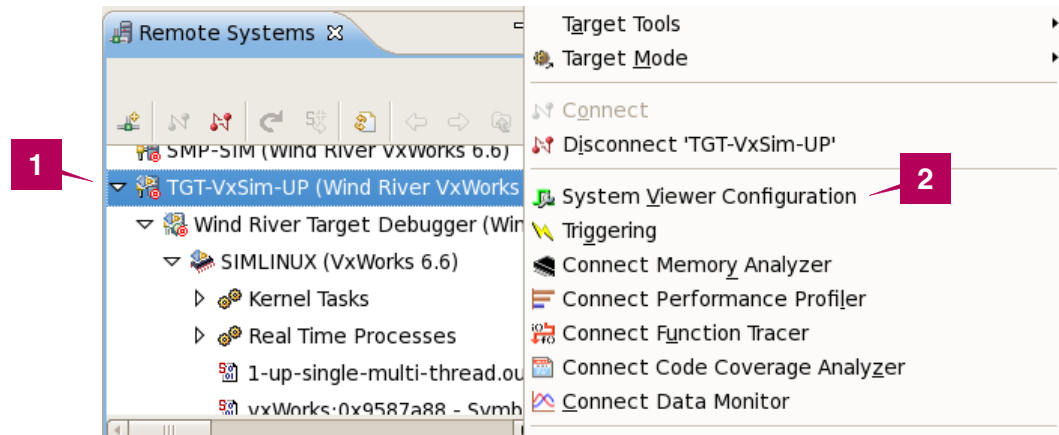 Remote Systems
SMP-SIM (Wind River VxWorks 6.6)
1
TGT-VxSim-UP (Wind River VxWorks
Wind River Target Debugger (Win
SIMLINUX (VxWorks 6.6)
Kernel Tasks
Real Time Processes
1-up-single-multi-thread.ou
vxWorks:0x9587a88 - Symb
Target Tools
Target Mode
Connect
Disconnect 'TGT-VxSim-UP'
System Viewer Configuration
2
Triggering
Connect Memory Analyzer
Connect Performance Profiler
Connect Function Tracer
Connect Code Coverage Analyzer
Connect Data Monitor